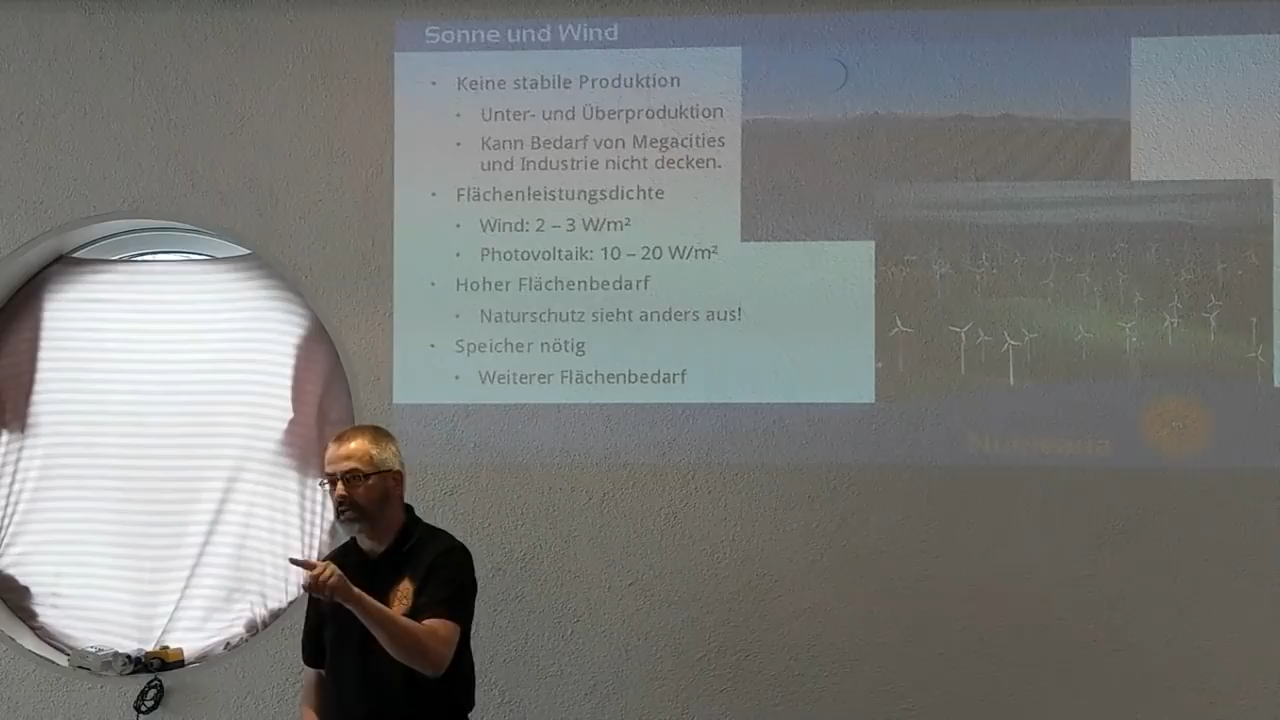 Sonne und Wind
• Keine stabile Produktion
• Unter- und Überproduktion
• Kann Bedarf von Megacities
und Industrie nicht decken.
• Flächenleistungsdichte
• Wind: 2 – 3 W/m²
• Photovoltaik: 10 – 20 W/m²
• Hoher Flächenbedarf
• Naturschutz sieht anders aus!
• Speicher nötig
• Weiterer Flächenbedarf